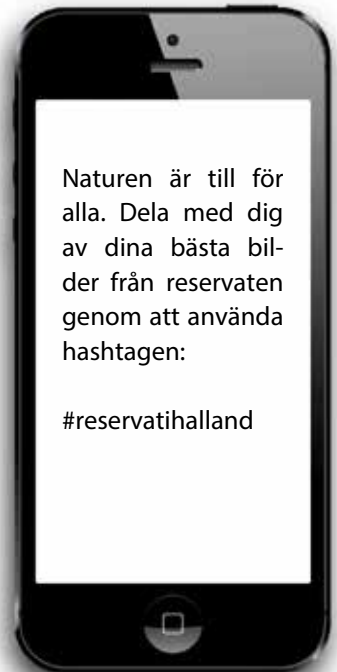 Naturen är till för
alla. Dela med dig
av dina bästa bil-
der från reservaten
genom att använda
hashtagen:
#reservatihalland